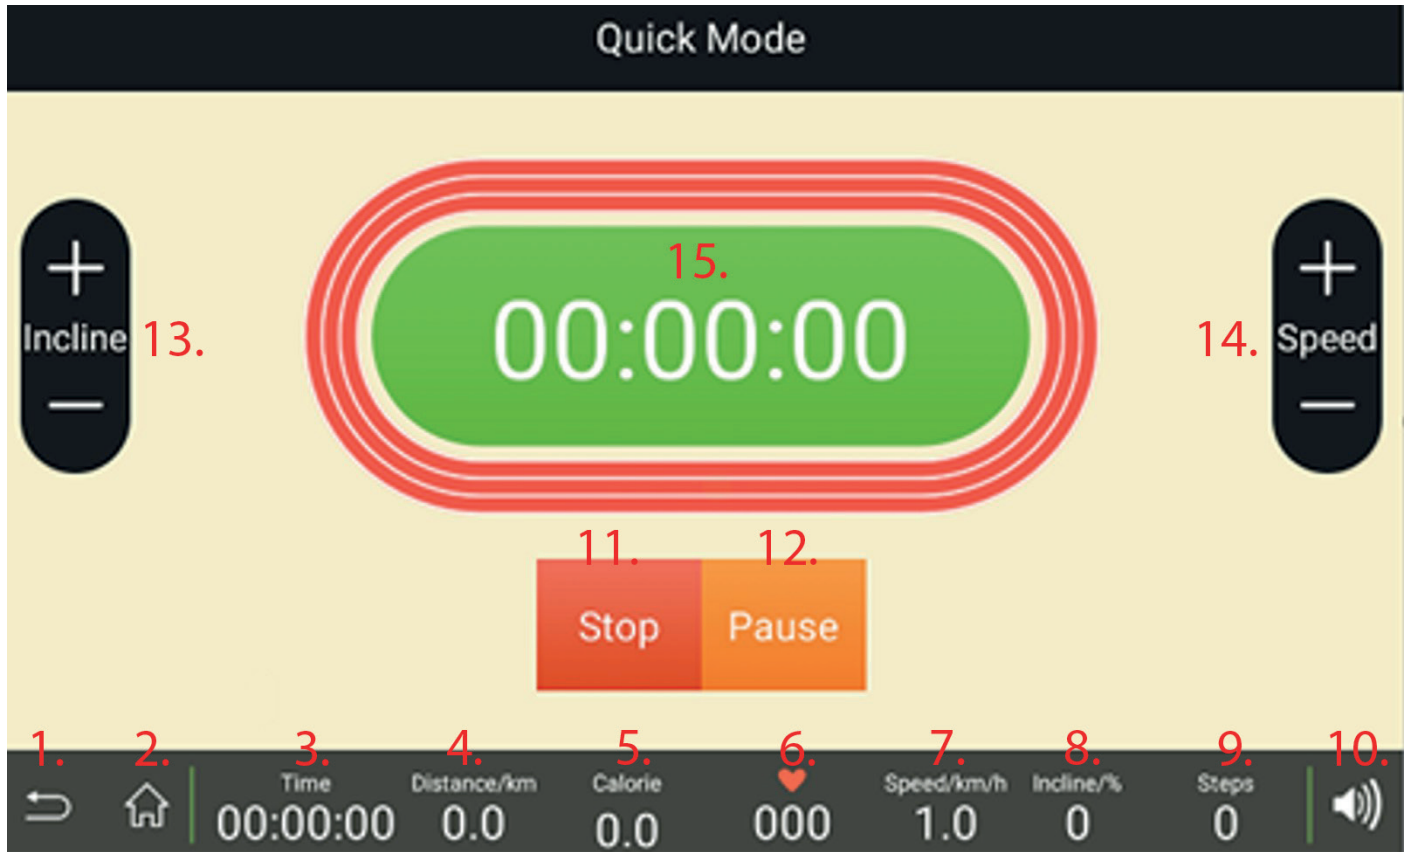 Quick Mode
15.
00:00:00
+
Incline 13.
−
+
14. Speed
−
11. 12.
Stop Pause
1. 2. 3. 4. 5. 6. 7. 8. 9. 10.
Time Distance/km Calorie Speed/km/h Incline/% Steps
00:00:00 0.0 0.0 000 1.0 0 0